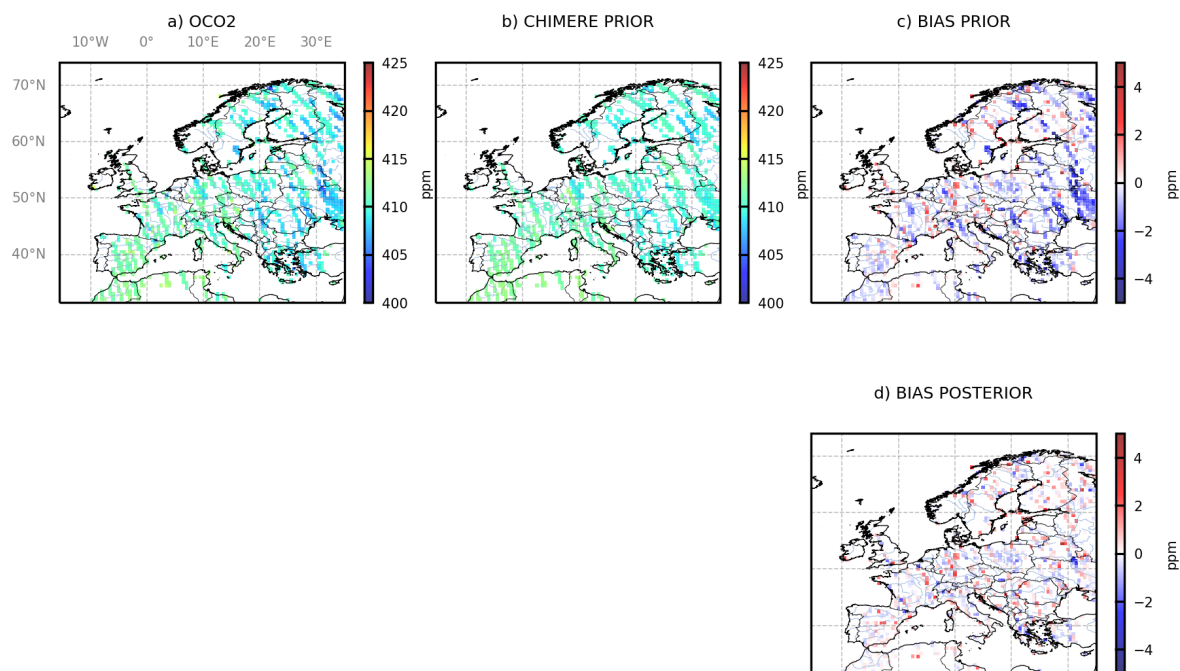 a) OCO2
b) CHIMERE PRIOR
c) BIAS PRIOR
10°W 0° 10°E 20°E 30°E
70°N
60°N
50°N
40°N
425
420
415
410
405
400
ppm
425
420
415
410
405
400
ppm
4
2
0
−2
−4
ppm
d) BIAS POSTERIOR
4
2
0
−2
−4
ppm